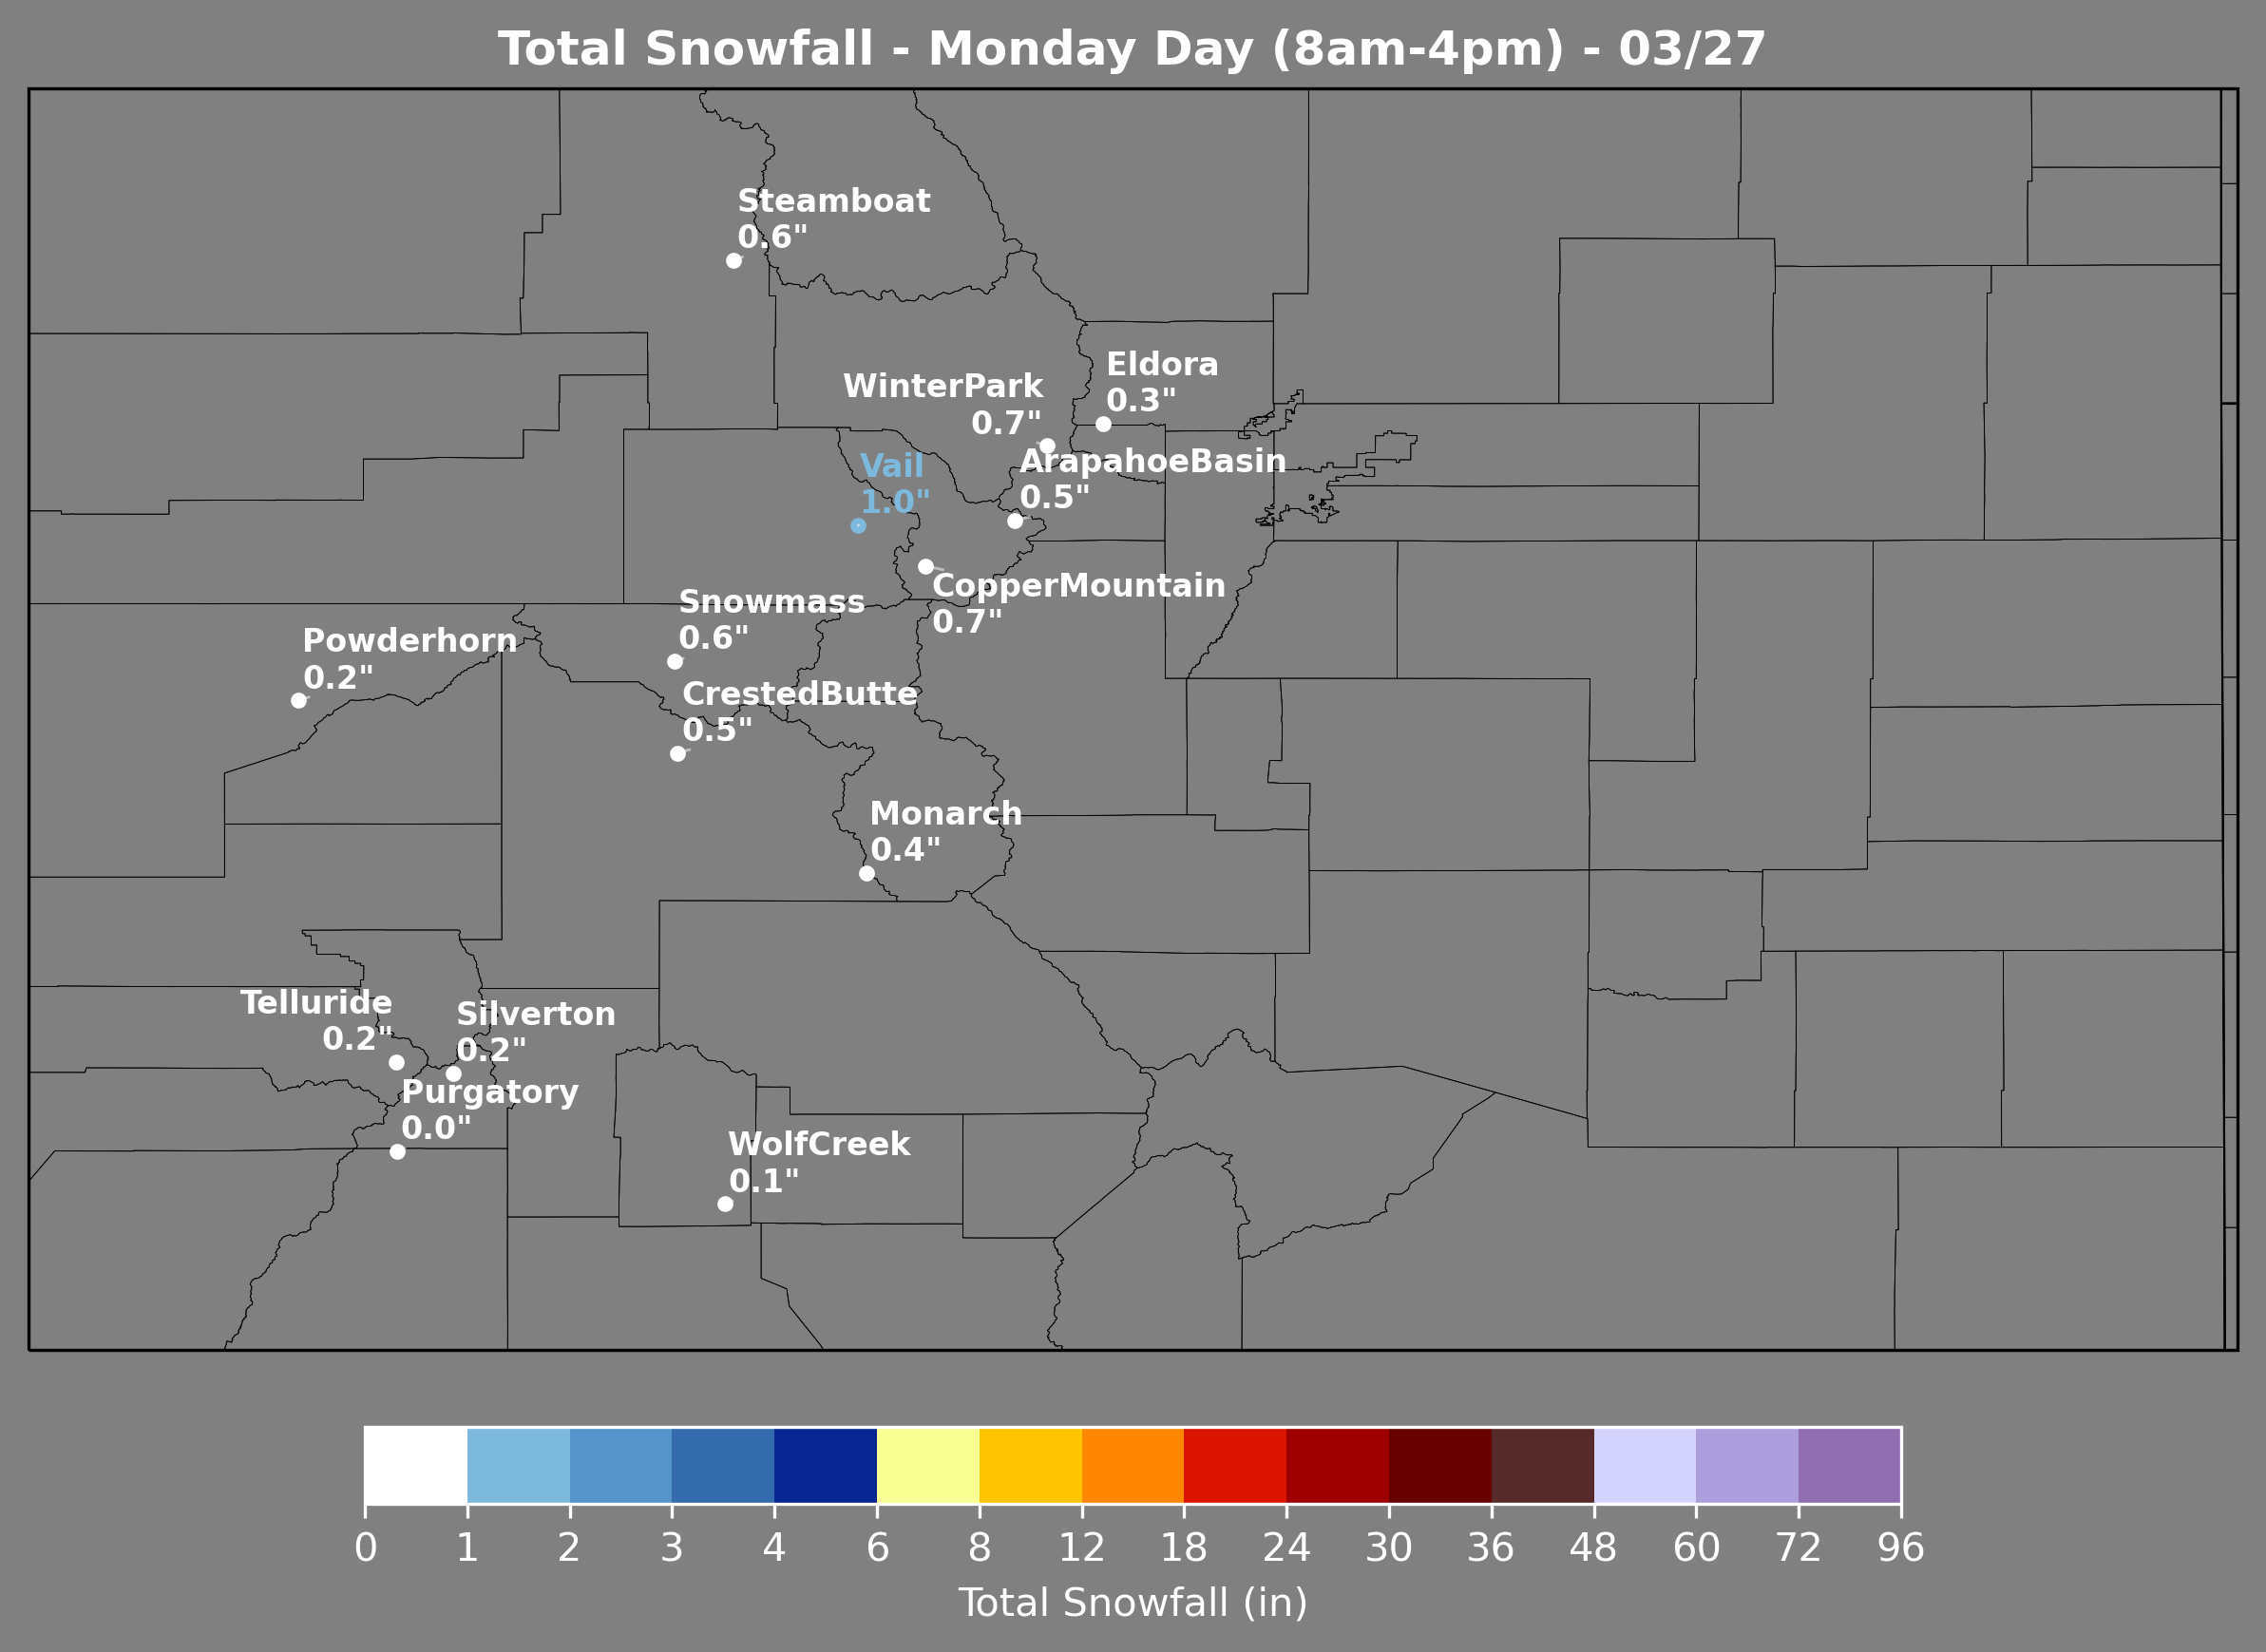 Total Snowfall - Monday Day (8am-4pm) - 03/27
Steamboat
0.6"
Eldora
0.3"
WinterPark
0.7"
ArapahoeBasin
0.5"
Vail
1.0"
CopperMountain
0.7"
Snowmass
0.6"
Powderhorn
0.2"
CrestedButte
0.5"
Monarch
0.4"
Telluride
0.2"
Silverton
0.2"
Purgatory
0.0"
WolfCreek
0.1"
0 1 2 3 4 6 8 12 18 24 30 36 48 60 72 96
Total Snowfall (in)